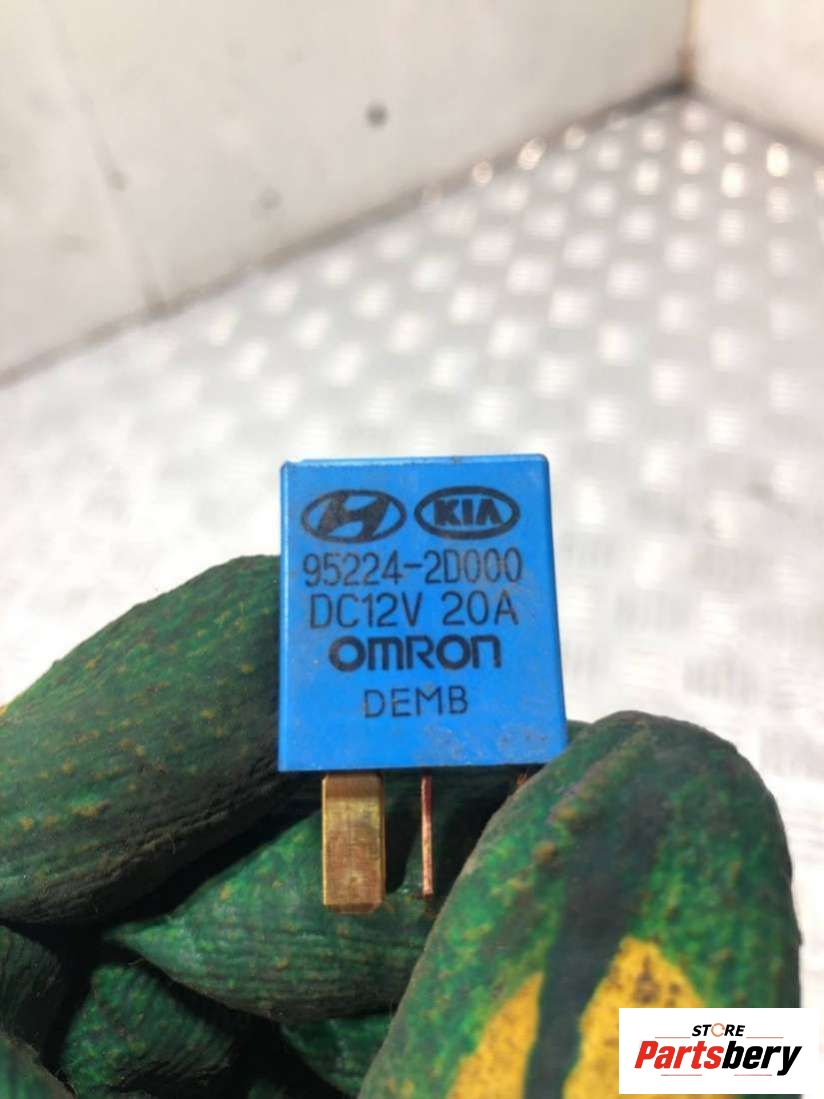 KIA
95224-2D000
DC12V 20A
OMRON
DEMB
STORE
Partsbery